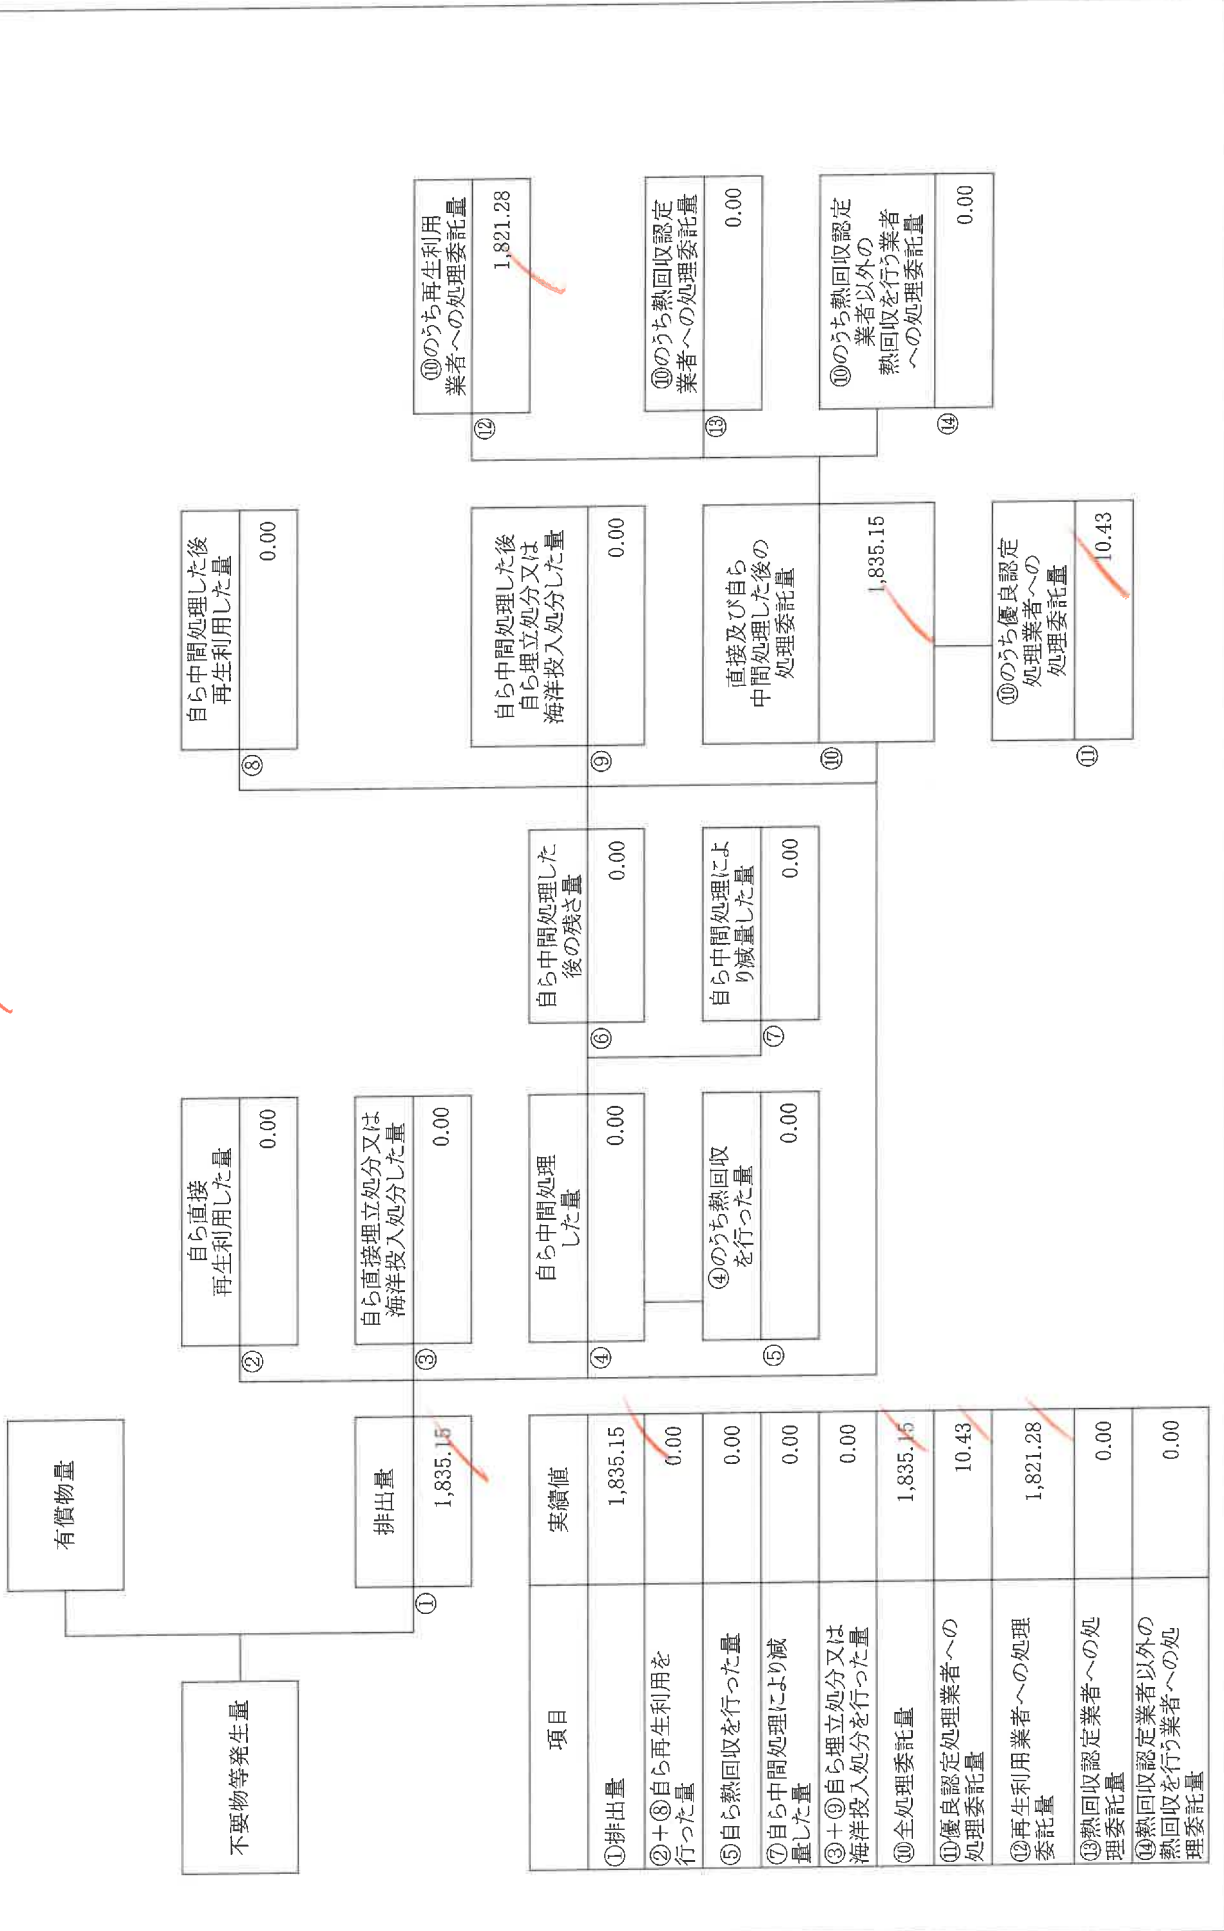 不要物等発生量
有償物量
排出量
①
1,835.15
自ら直接
再生利用した量
②
0.00
自ら直接埋立処分又は
海洋投入処分した量
③
0.00
自ら中間処理
した量
④
0.00
④のうち熱回収
を行った量
⑤
0.00
自ら中間処理した
後の残さ量
⑥
0.00
自ら中間処理によ
り減量した量
⑦
0.00
自ら中間処理した後
再生利用した量
⑧
0.00
自ら中間処理した後
自ら埋立処分又は
海洋投入処分した量
⑨
0.00
直接及び自ら
中間処理した後の
処理委託量
⑩
1,835.15
⑩のうち優良認定
処理業者への
処理委託量
⑪
10.43
⑩のうち再生利用
業者への処理委託量
⑫
1,821.28
⑩のうち熱回収認定
業者への処理委託量
⑬
0.00
⑩のうち熱回収認定
業者以外の
熱回収を行う業者
への処理委託量
⑭
0.00
項目 実績値
①排出量 1,835.15
②+⑧自ら再生利用を
行った量 0.00
⑤自ら熱回収を行った量 0.00
⑦自ら中間処理により減
量した量 0.00
③+⑨自ら埋立処分又は
海洋投入処分を行った量 0.00
⑩全処理委託量 1,835.15
⑪優良認定処理業者への
処理委託量 10.43
⑫再生利用業者への処理
委託量 1,821.28
⑬熱回収認定業者への処
理委託量 0.00
⑭熱回収認定業者以外の
熱回収を行う業者への処
理委託量 0.00